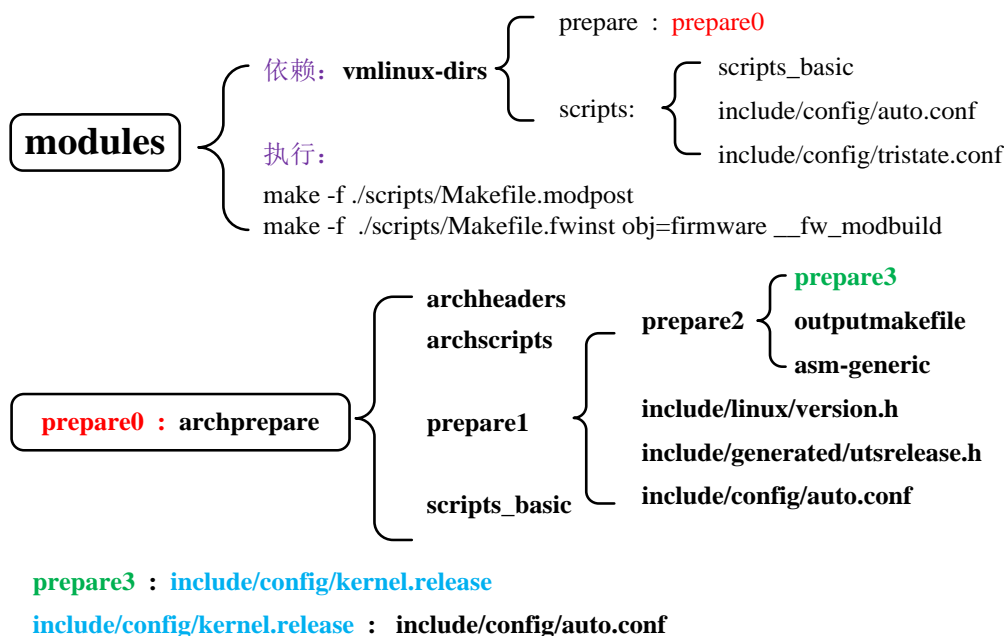 prepare : prepare0
依赖：vmlinux-dirs
scripts_basic
scripts:
include/config/auto.conf
modules
执行：
include/config/tristate.conf
make -f ./scripts/Makefile.modpost
make -f ./scripts/Makefile.fwinst obj=firmware __fw_modbuild
prepare3
archheaders
prepare2
outputmakefile
archscripts
asm-generic
include/linux/version.h
prepare0 : archprepare
prepare1
include/generated/utsrelease.h
include/config/auto.conf
scripts_basic
prepare3 : include/config/kernel.release
include/config/kernel.release : include/config/auto.conf